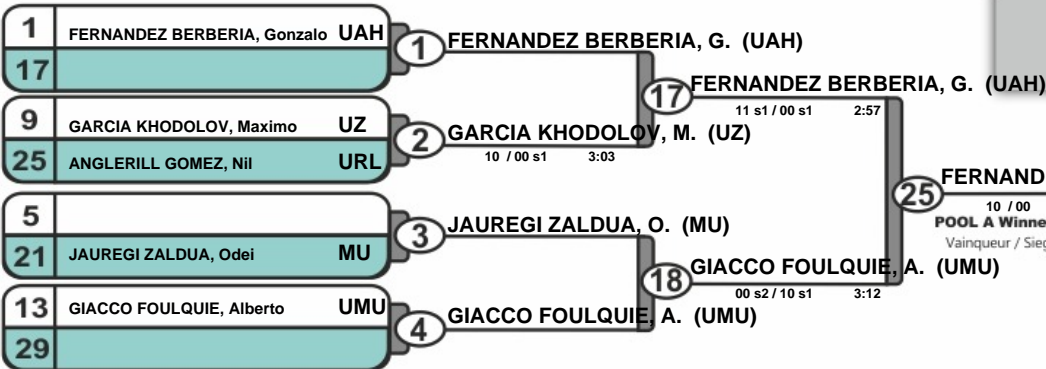 1 FERNANDEZ BERBERIA, Gonzalo UAH
17
1 FERNANDEZ BERBERIA, G. (UAH)
9 GARCIA KHODOLOV, Maximo UZ
25 ANGLERILL GOMEZ, Nil URL
2 GARCIA KHODOLOV, M. (UZ)
10 / 00 s1 3:03
17 FERNANDEZ BERBERIA, G. (UAH)
11 s1 / 00 s1 2:57
5
21 JAUREGI ZALDUA, Odei MU
3 JAUREGI ZALDUA, O. (MU)
13 GIACCO FOULQUIE, Alberto UMU
29
4 GIACCO FOULQUIE, A. (UMU)
18 GIACCO FOULQUIE, A. (UMU)
00 s2 / 10 s1 3:12
25 FERNAND
10 / 00
POOL A Winne
Vainqueur / Sieg